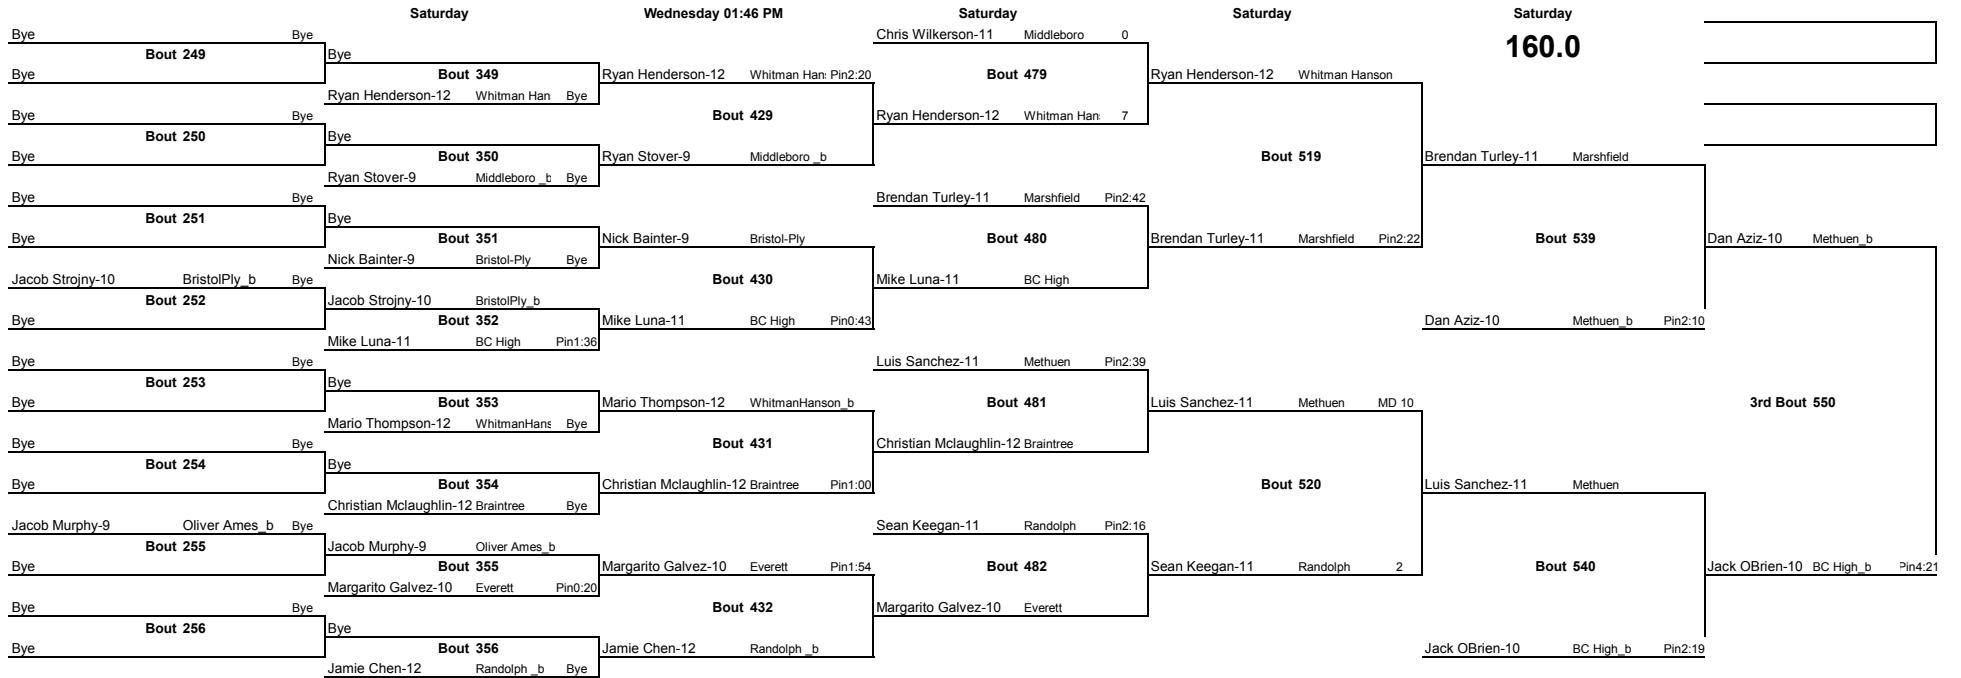 Saturday Wednesday 01:46 PM Saturday Saturday Saturday
160.0
Bye Bye
Bout 249
Bye
Bye Bye
Bout 250
Bye
Bye Bye
Bout 251
Bye
Jacob Strojny-10 BristolPly_b Bye
Bout 252
Bye
Bye Bye
Bout 253
Bye
Bye Bye
Bout 254
Bye
Jacob Murphy-9 Oliver Ames_b Bye
Bout 255
Bye
Bye Bye
Bout 256
Bye
Bye
Bout 349
Ryan Henderson-12 Whitman Han Bye
Bye
Bout 350
Ryan Stover-9 Middleboro _b Bye
Bye
Bout 351
Nick Bainter-9 Bristol-Ply Bye
Jacob Strojny-10 BristolPly_b
Bout 352
Mike Luna-11 BC High Pin1:36
Bye
Bout 353
Mario Thompson-12 WhitmanHans Bye
Bye
Bout 354
Christian Mclaughlin-12 Braintree Bye
Jacob Murphy-9 Oliver Ames_b
Bout 355
Margarito Galvez-10 Everett Pin0:20
Bye
Bout 356
Jamie Chen-12 Randolph _b Bye
Ryan Henderson-12 Whitman Han Pin2:20
Bout 429
Ryan Stover-9 Middleboro _b
Nick Bainter-9 Bristol-Ply
Bout 430
Mike Luna-11 BC High Pin0:43
Mario Thompson-12 WhitmanHanson_b
Bout 431
Christian Mclaughlin-12 Braintree Pin1:00
Margarito Galvez-10 Everett Pin1:54
Bout 432
Jamie Chen-12 Randolph _b
Chris Wilkerson-11 Middleboro 0
Bout 479
Ryan Henderson-12 Whitman Han 7
Brendan Turley-11 Marshfield Pin2:42
Bout 480
Mike Luna-11 BC High
Luis Sanchez-11 Methuen Pin2:39
Bout 481
Christian Mclaughlin-12 Braintree
Sean Keegan-11 Randolph Pin2:16
Bout 482
Margarito Galvez-10 Everett
Ryan Henderson-12 Whitman Hanson
Bout 519
Brendan Turley-11 Marshfield Pin2:22
Luis Sanchez-11 Methuen MD 10
Bout 520
Sean Keegan-11 Randolph 2
Brendan Turley-11 Marshfield
Bout 539
Dan Aziz-10 Methuen_b Pin2:10
Luis Sanchez-11 Methuen
Bout 540
Jack OBrien-10 BC High_b Pin2:19
Dan Aziz-10 Methuen_b
3rd Bout 550
Jack OBrien-10 BC High_b Pin4:21